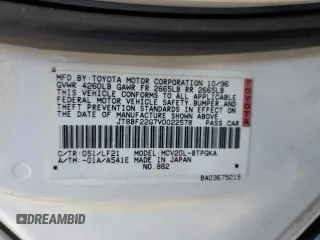 MFD. BY: TOYOTA MOTOR CORPORATION 10/96
GVWR 4260LB GAWR FR 2665LB RR 2665LB
THIS VEHICLE CONFORMS TO ALL APPLICABLE
FEDERAL MOTOR VEHICLE SAFETY, BUMPER, AND
THEFT PREVENTION STANDARDS IN EFFECT ON
THE DATE OF MANUFACTURE SHOWN ABOVE.
JT8BF22G7V0022578 PASS. CAR
C/TR: 051/LF21 MODEL: MCV20L-BTPGKA
A/TM: -01A/A541E MADE IN JAPAN
NO.882
BA03675015